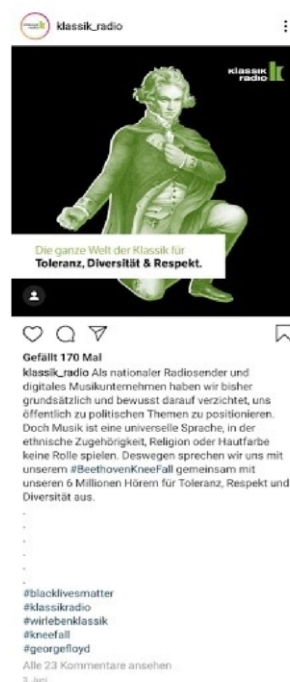 klassik_radio
klassik
radio
Die ganze Welt der Klassik für
Toleranz, Diversität & Respekt.
Gefällt 170 Mal
klassik_radio Als nationaler Radiosender und
digitales Musikunternehmen haben wir bisher
grundsätzlich und bewusst darauf verzichtet, uns
öffentlich zu politischen Themen zu positionieren.
Doch Musik ist eine universelle Sprache, in der
ethnische Zugehörigkeit, Religion oder Hautfarbe
keine Rolle spielen. Deswegen sprechen wir uns mit
unserem #BeethovenKneeFall gemeinsam mit
unseren 6 Millionen Hörern für Toleranz, Respekt und
Diversität aus.
.
.
.
.
.
.
#blacklivesmatter
#klassikradio
#wirlebenklassik
#kneefall
#georgefloyd
Alle 23 Kommentare ansehen
3. Juni